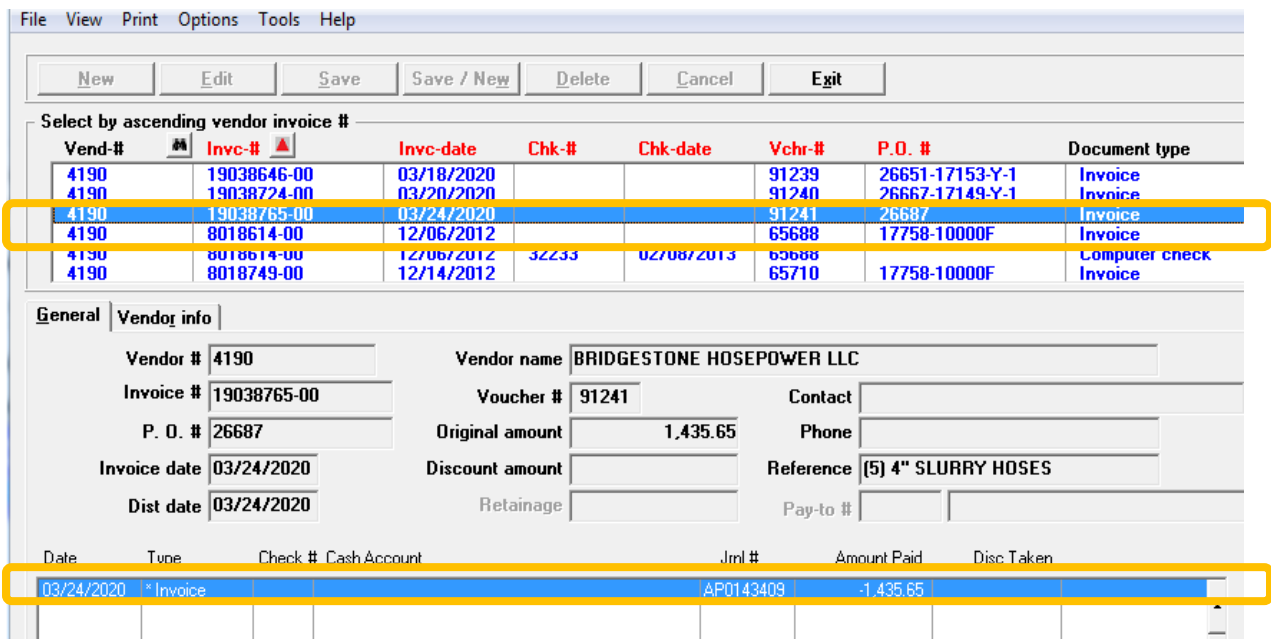 File View Print Options Tools Help
New Edit Save Save / New Delete Cancel Exit
Select by ascending vendor invoice #
Vend-# Invc-# Invc-date Chk-# Chk-date Vchr-# P.O. # Document type
4190 19038646-00 03/18/2020 91239 26651-17153-Y-1 Invoice
4190 19038724-00 03/20/2020 91240 26667-17149-Y-1 Invoice
4190 19038765-00 03/24/2020 91241 26687 Invoice
4190 8018614-00 12/06/2012 65688 17758-10000F Invoice
4190 8018614-00 12/06/2012 32233 02/08/2013 65688 Computer check
4190 8018749-00 12/14/2012 65710 17758-10000F Invoice
General Vendor info
Vendor # 4190 Vendor name BRIDGESTONE HOSEPOWER LLC
Invoice # 19038765-00 Voucher # 91241 Contact
P. O. # 26687 Original amount 1,435.65 Phone
Invoice date 03/24/2020 Discount amount Reference (5) 4" SLURRY HOSES
Dist date 03/24/2020 Retainage Pay-to #
Date Type Check # Cash Account Jrnl # Amount Paid Disc Taken
03/24/2020 * Invoice AP0143409 -1,435.65